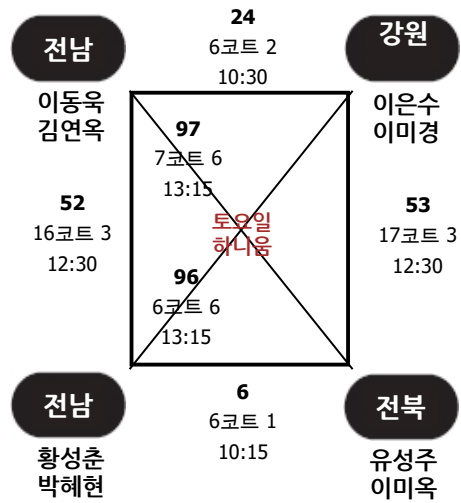 24
6코트 2
10:30
전남
이동욱
김연옥
강원
이은수
이미경
97
7코트 6
13:15
52
16코트 3
12:30
토요일
하니움
53
17코트 3
12:30
96
6코트 6
13:15
전남
황성춘
박혜현
6
6코트 1
10:15
전북
유성주
이미옥